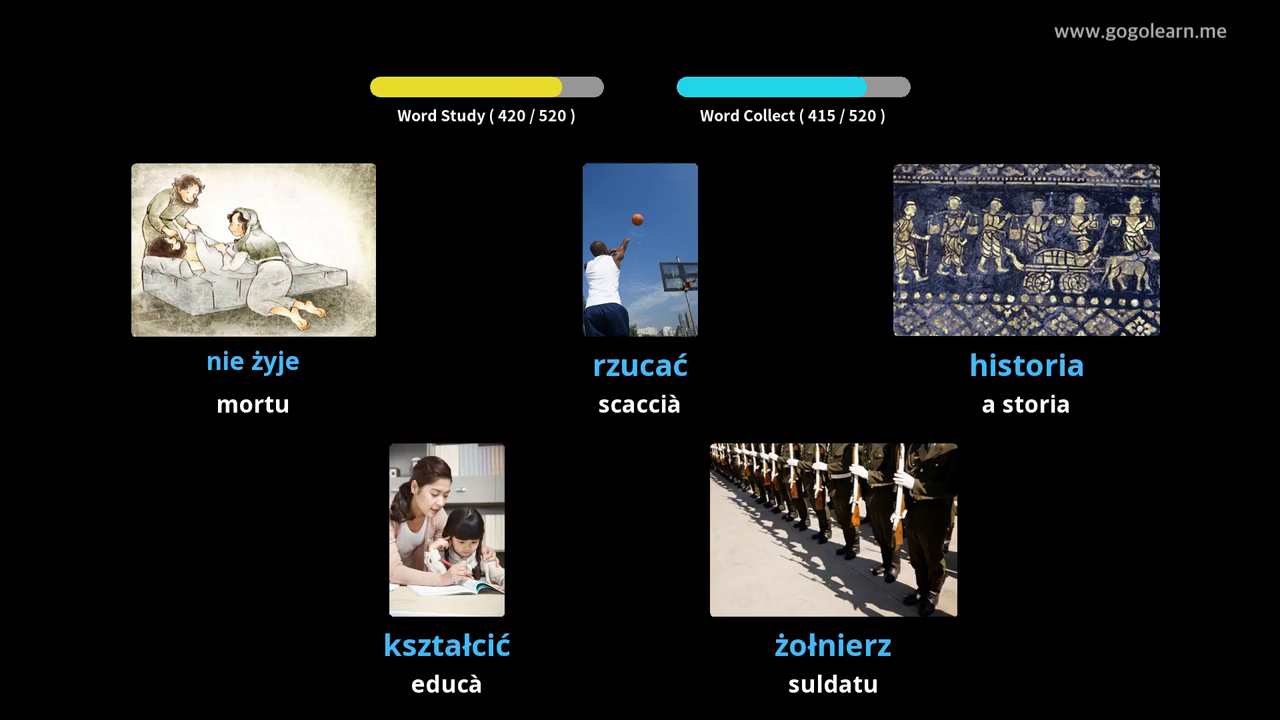 www.gogolearn.me
Word Study ( 420 / 520 )
Word Collect ( 415 / 520 )
nie żyje
mortu
rzucać
scaccià
historia
a storia
kształcić
educà
żołnierz
suldatu